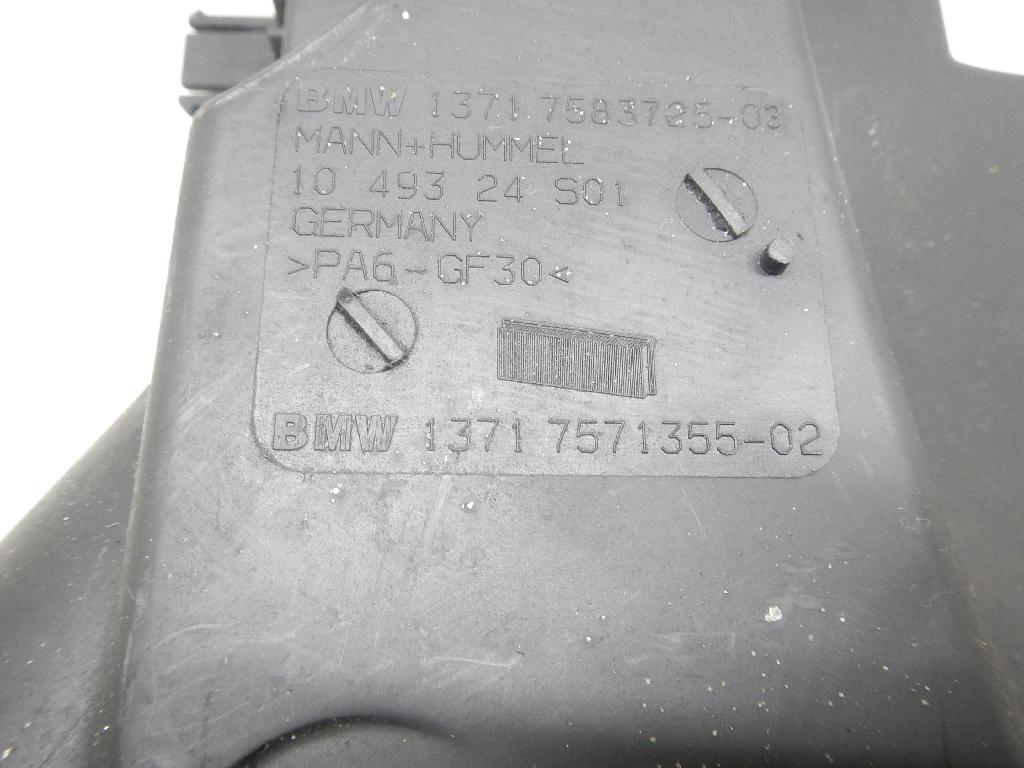 BMW 1371 7583725-03
MANN+HUMMEL
10 493 24 S01
GERMANY
>PA6-GF30<
BMW 1371 7571355-02